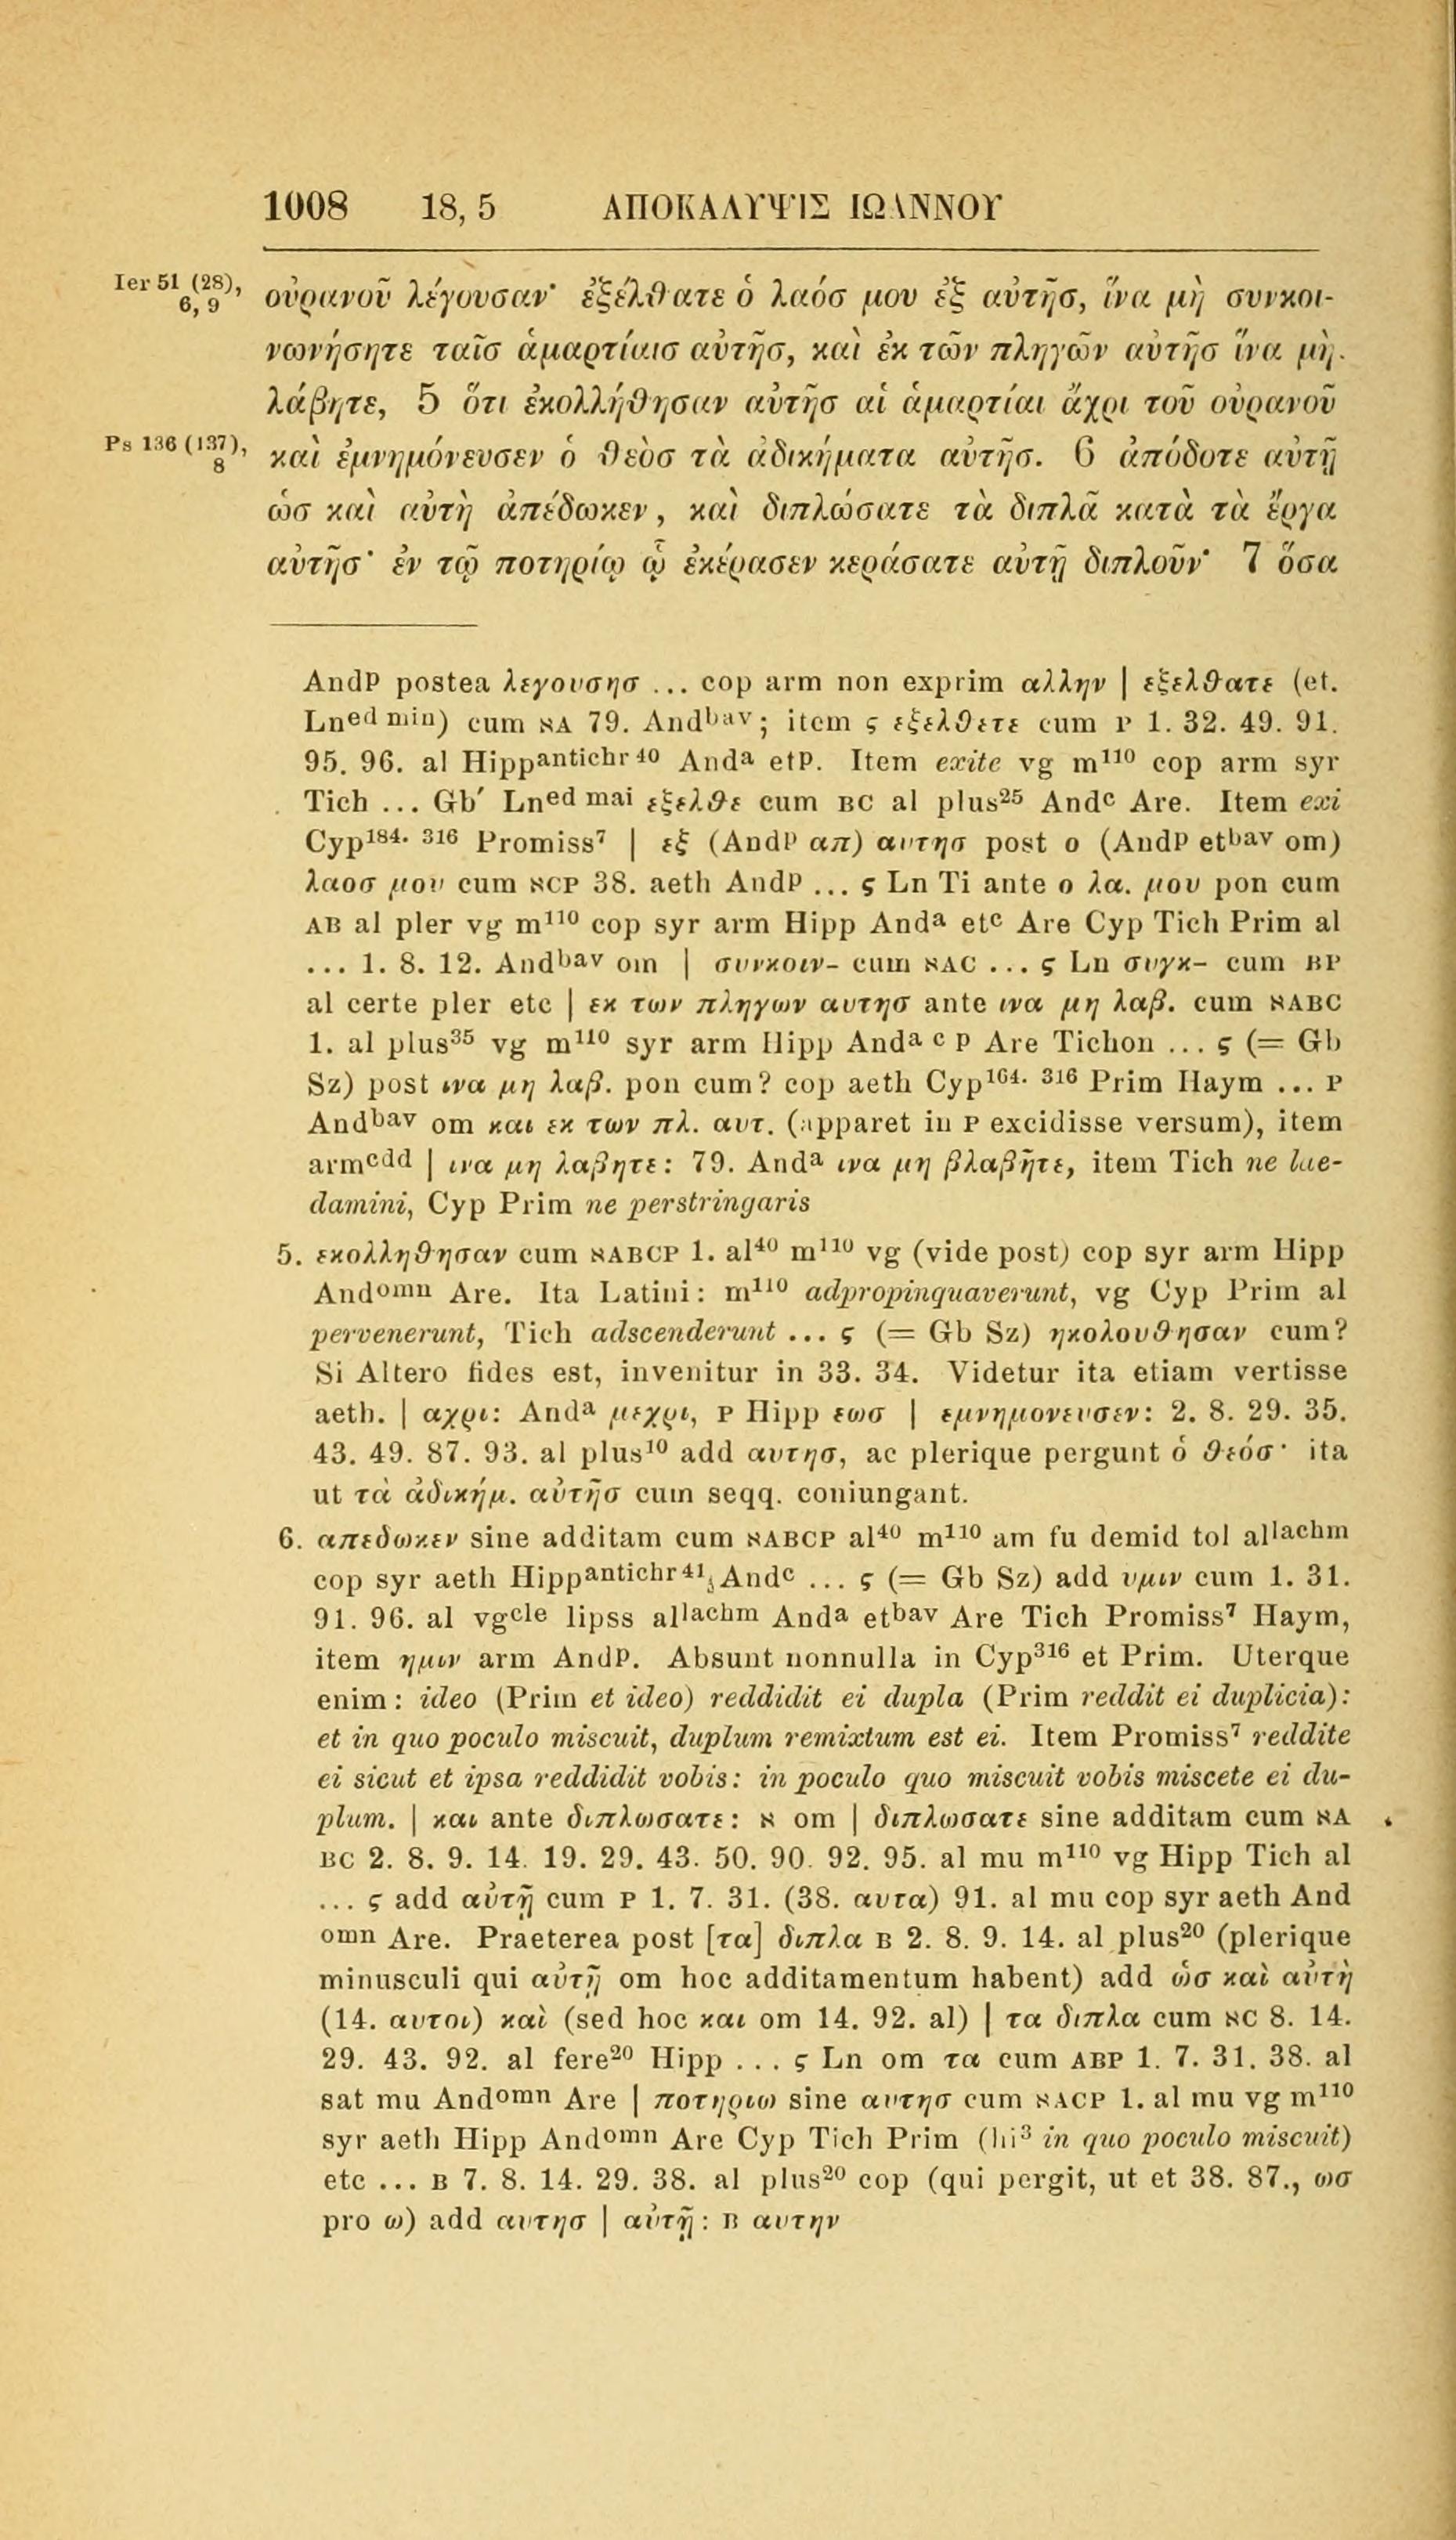 1008 18, 5 ΑΠΟΚΑΛΥΨΙΣ ΙΩΑΝΝΟΥ
Ier 51 (28), 6, 9 οὐρανοῦ λέγουσαν· ἐξέλθατε ὁ λαόσ μου ἐξ αὐτῆσ, ἵνα μὴ συνκοι-
νωνήσητε ταῖσ ἁμαρτίαισ αὐτῆσ, καὶ ἐκ τῶν πληγῶν αὐτῆσ ἵνα μὴ
λάβητε, 5 ὅτι ἐκολλήθησαν αὐτῆσ αἱ ἁμαρτίαι ἄχρι τοῦ οὐρανοῦ
Ps 136 (137), 8 καὶ ἐμνημόνευσεν ὁ θεὸσ τὰ ἀδικήματα αὐτῆσ. 6 ἀπόδοτε αὐτῇ
ὡσ καὶ αὐτὴ ἀπέδωκεν, καὶ διπλώσατε τὰ διπλᾶ κατὰ τὰ ἔργα
αὐτῆσ· ἐν τῷ ποτηρίῳ ᾧ ἐκέρασεν κεράσατε αὐτῇ διπλοῦν· 7 ὅσα
Andᵖ postea λεγουσησ ... cop arm non exprim αλλην | εξελθατε (et.
Lnᵉᵈ ᵐⁱⁿ) cum ℵA 79. Andᵇᵃᵛ; item ς εξελθετε cum P 1. 32. 49. 91.
95. 96. al Hippᵃⁿᵗⁱᶜʰʳ ⁴⁰ Andᵃ etᵖ. Item exite vg m¹¹⁰ cop arm syr
Tich ... Gb′ Lnᵉᵈ ᵐᵃⁱ εξελθε cum BC al plus²⁵ Andᶜ Are. Item exi
Cyp¹⁸⁴· ³¹⁶ Promiss⁷ | εξ (Andᵖ απ) αυτησ post ο (Andᵖ etᵇᵃᵛ om)
λαοσ μου cum ℵCP 38. aeth Andᵖ ... ς Ln Ti ante ο λα. μου pon cum
AB al pler vg m¹¹⁰ cop syr arm Hipp Andᵃ etᶜ Are Cyp Tich Prim al
... 1. 8. 12. Andᵇᵃᵛ om | συνκοιν- cum ℵAC ... ς Ln συγκ- cum BP
al certe pler etc | εκ των πληγων αυτησ ante ινα μη λαβ. cum ℵABC
1. al plus³⁵ vg m¹¹⁰ syr arm Hipp Andᵃ ᶜ ᵖ Are Tichon ... ς (= Gb
Sz) post ινα μη λαβ. pon cum? cop aeth Cyp¹⁶⁴· ³¹⁶ Prim Haym ... P
Andᵇᵃᵛ om και εκ των πλ. αυτ. (apparet in P excidisse versum), item
armᶜᵈᵈ | ινα μη λαβητε: 79. Andᵃ ινα μη βλαβῆτε, item Tich ne lae-
damini, Cyp Prim ne perstringaris
5. εκολληθησαν cum ℵABCP 1. al⁴⁰ m¹¹⁰ vg (vide post) cop syr arm Hipp
Andᵒᵐⁿ Are. Ita Latini: m¹¹⁰ adpropinquaverunt, vg Cyp Prim al
pervenerunt, Tich adscenderunt ... ς (= Gb Sz) ηκολουθησαν cum?
Si Altero fides est, invenitur in 33. 34. Videtur ita etiam vertisse
aeth. | αχρι: Andᵃ μεχρι, P Hipp εωσ | εμνημονευσεν: 2. 8. 29. 35.
43. 49. 87. 93. al plus¹⁰ add αυτησ, ac plerique pergunt ὁ θεόσ· ita
ut τὰ ἀδικήμ. αὐτῆσ cum seqq. coniungant.
6. απεδωκεν sine additam cum ℵABCP al⁴⁰ m¹¹⁰ am fu demid tol alˡᵃᶜʰᵐ
cop syr aeth Hippᵃⁿᵗⁱᶜʰʳ ⁴¹, Andᶜ ... ς (= Gb Sz) add υμιν cum 1. 31.
91. 96. al vgᶜˡᵉ lipss alˡᵃᶜʰᵐ Andᵃ etᵇᵃᵛ Are Tich Promiss⁷ Haym,
item ημιν arm Andᵖ. Absunt nonnulla in Cyp³¹⁶ et Prim. Uterque
enim: ideo (Prim et ideo) reddidit ei dupla (Prim reddit ei duplicia):
et in quo poculo miscuit, duplum remixtum est ei. Item Promiss⁷ reddite
ei sicut et ipsa reddidit vobis: in poculo quo miscuit vobis miscete ei du-
plum. | και ante διπλωσατε: ℵ om | διπλωσατε sine additam cum ℵA
BC 2. 8. 9. 14. 19. 29. 43. 50. 90. 92. 95. al mu m¹¹⁰ vg Hipp Tich al
... ς add αὐτῇ cum P 1. 7. 31. (38. αυτα) 91. al mu cop syr aeth And
ᵒᵐⁿ Are. Praeterea post [τα] διπλα B 2. 8. 9. 14. al plus²⁰ (plerique
minusculi qui αὐτῇ om hoc additamentum habent) add ὡσ καὶ αὐτὴ
(14. αυτοι) καὶ (sed hoc και om 14. 92. al) | τα διπλα cum ℵC 8. 14.
29. 43. 92. al fere²⁰ Hipp ... ς Ln om τα cum ABP 1. 7. 31. 38. al
sat mu Andᵒᵐⁿ Are | ποτηριω sine αυτησ cum ℵACP 1. al mu vg m¹¹⁰
syr aeth Hipp Andᵒᵐⁿ Are Cyp Tich Prim (hi³ in quo poculo miscuit)
etc ... B 7. 8. 14. 29. 38. al plus²⁰ cop (qui pergit, ut et 38. 87., ωσ
pro ω) add αυτησ | αὐτῇ: B αυτην